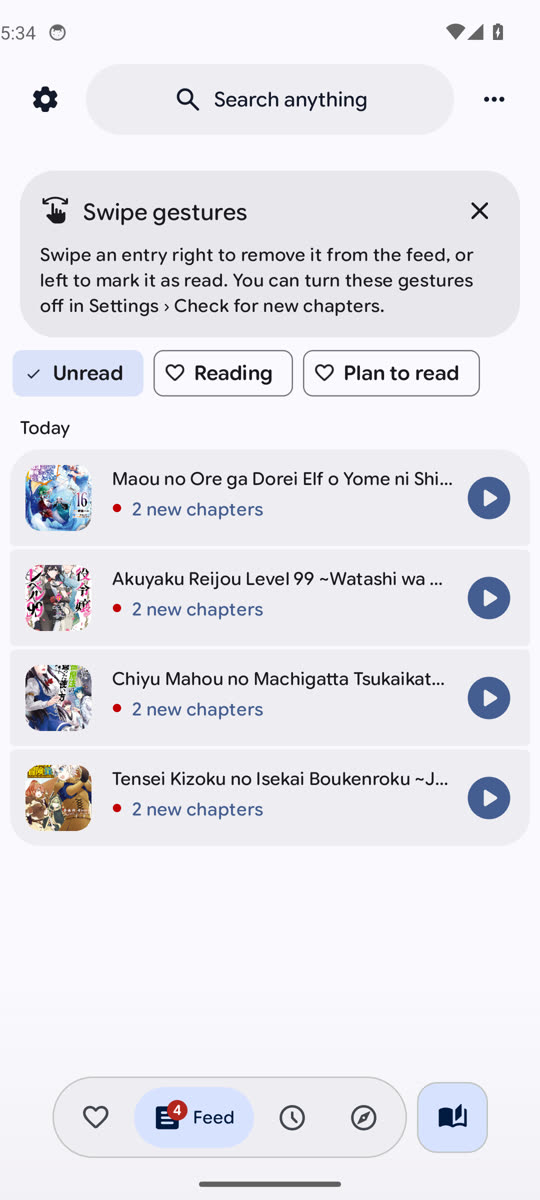 5:34
Search anything
Swipe gestures
Swipe an entry right to remove it from the feed, or
left to mark it as read. You can turn these gestures
off in Settings › Check for new chapters.
Unread
Reading
Plan to read
Today
Maou no Ore ga Dorei Elf o Yome ni Shi...
2 new chapters
16
Akuyaku Reijou Level 99 ~Watashi wa ...
2 new chapters
Chiyu Mahou no Machigatta Tsukaikat...
2 new chapters
Tensei Kizoku no Isekai Boukenroku ~J...
2 new chapters
4
Feed